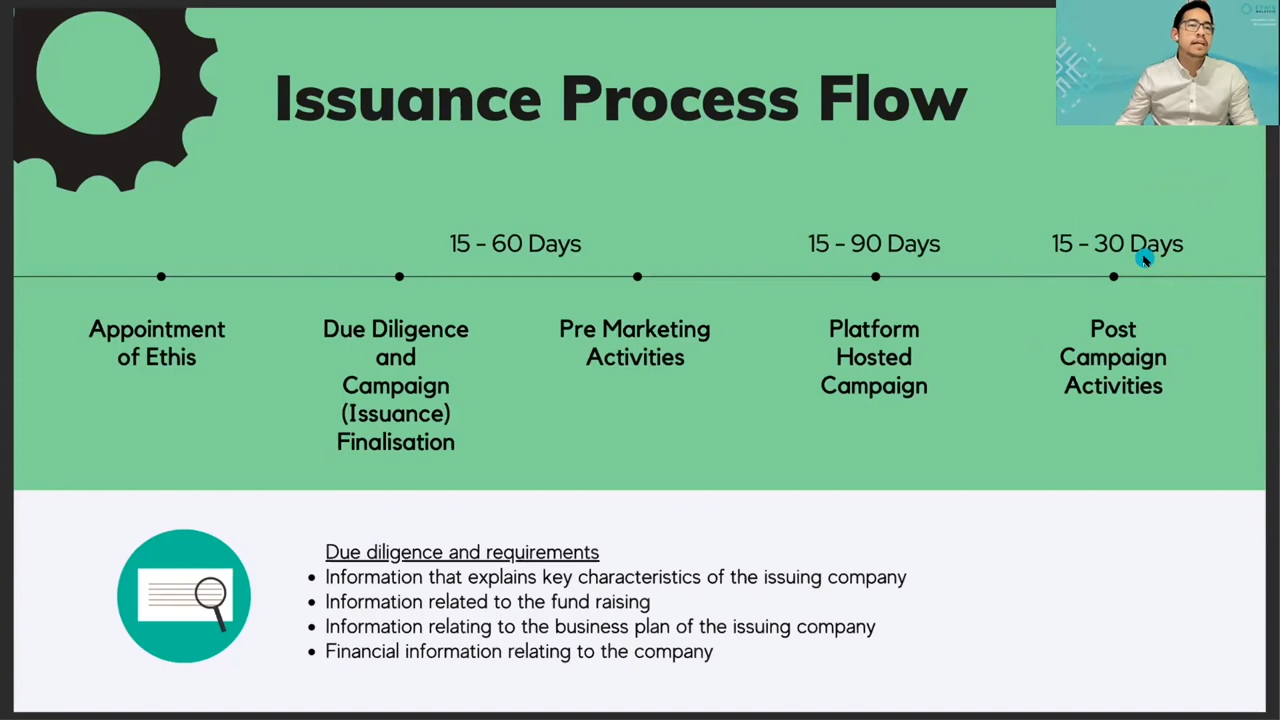 Issuance Process Flow
ETHIS
MALAYSIA
15 - 60 Days
15 - 90 Days
15 - 30 Days
Appointment
of Ethis
Due Diligence
and
Campaign
(Issuance)
Finalisation
Pre Marketing
Activities
Platform
Hosted
Campaign
Post
Campaign
Activities
Due diligence and requirements
• Information that explains key characteristics of the issuing company
• Information related to the fund raising
• Information relating to the business plan of the issuing company
• Financial information relating to the company